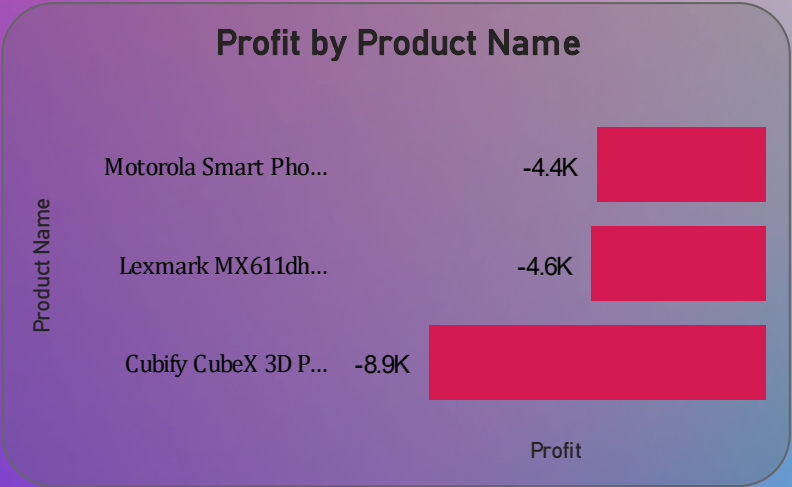 Profit by Product Name
Product Name
Motorola Smart Pho...
-4.4K
Lexmark MX611dh...
-4.6K
Cubify CubeX 3D P...
-8.9K
Profit